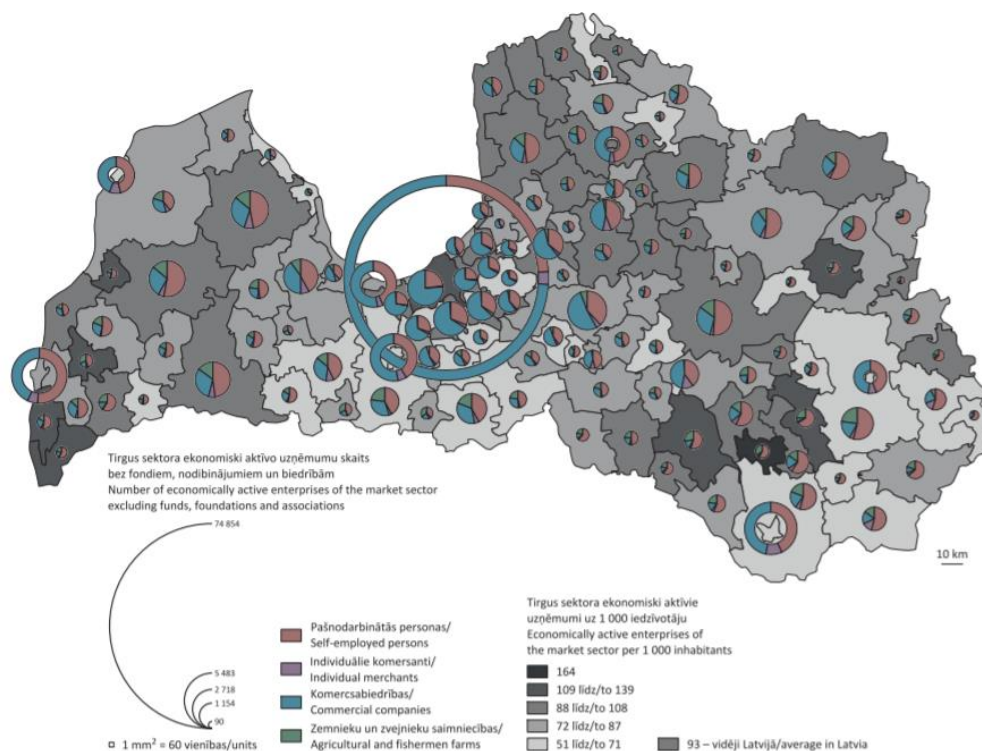 Tirgus sektora ekonomiski aktīvo uzņēmumu skaits
bez fondiem, nodibinājumiem un biedrībām
Number of economically active enterprises of the market sector
excluding funds, foundations and associations
74 854
5 483
2 718
1 154
90
1 mm² = 60 vienības/units
Pašnodarbinātās personas/
Self-employed persons
Individuālie komersanti/
Individual merchants
Komercsabiedrības/
Commercial companies
Zemnieku un zvejnieku saimniecības/
Agricultural and fishermen farms
10 km
Tirgus sektora ekonomiski aktīvie
uzņēmumi uz 1 000 iedzīvotāju
Economically active enterprises of
the market sector per 1 000 inhabitants
164
109 līdz/to 139
88 līdz/to 108
72 līdz/to 87
51 līdz/to 71
93 – vidēji Latvijā/average in Latvia